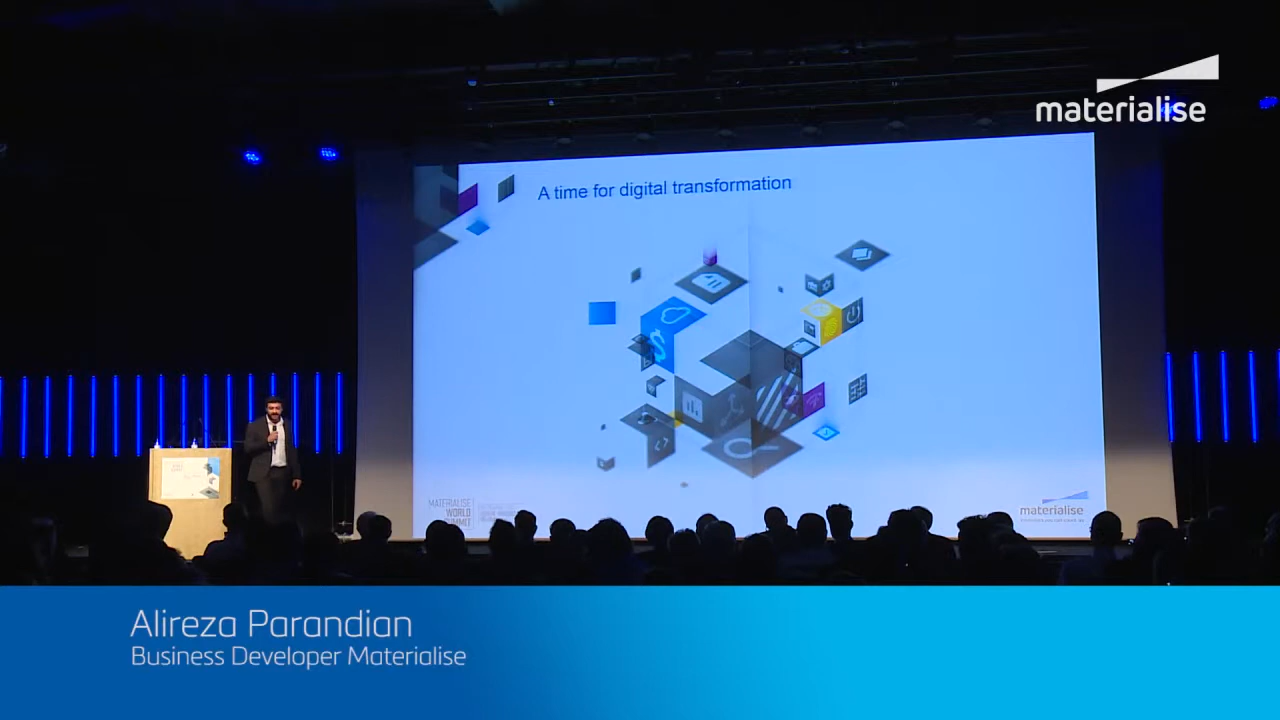 materialise
A time for digital transformation
MATERIALISE
WORLD
SUMMIT
materialise
Alireza Parandian
Business Developer Materialise